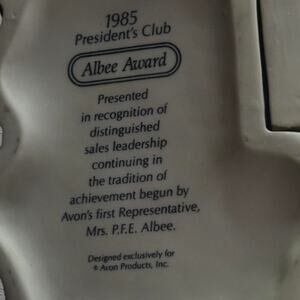 1985
President's Club
Albee Award
Presented
in recognition of
distinguished
sales leadership
continuing in
the tradition of
achievement begun by
Avon's first Representative,
Mrs. P.F.E. Albee.
Designed exclusively for
© Avon Products, Inc.